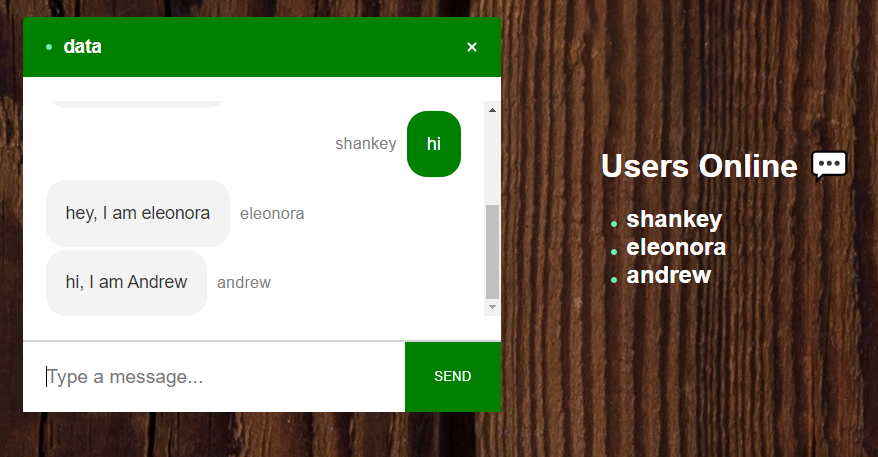 data
shankey hi
hey, I am eleonora eleonora
hi, I am Andrew andrew
Type a message...
SEND
Users Online
shankey
eleonora
andrew